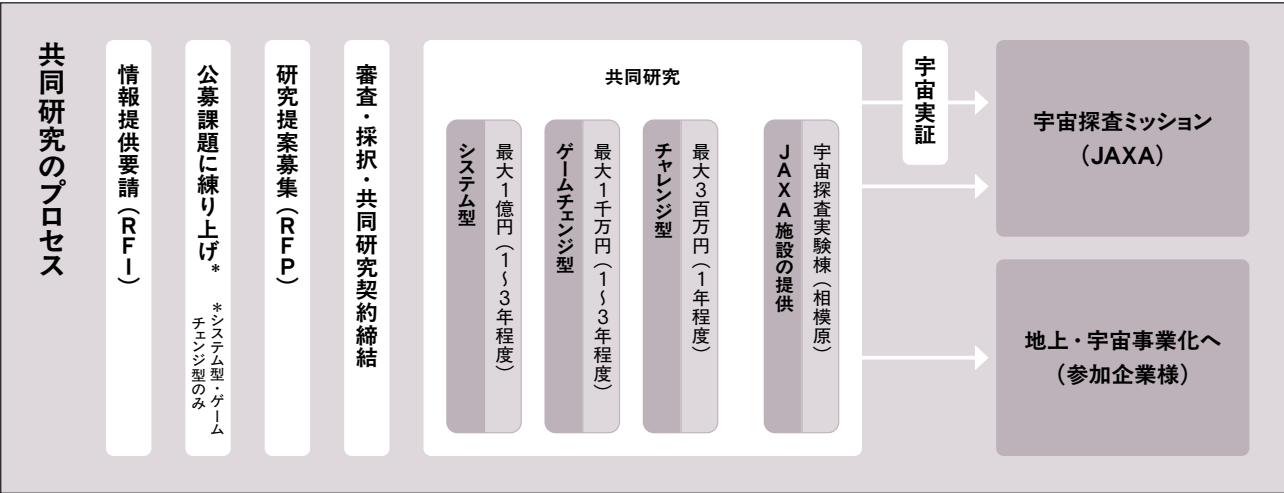 共同研究のプロセス
情報提供要請(RFI)
公募課題に練り上げ*
*システム型・ゲーム
チェンジ型のみ
研究提案募集(RFP)
審査・採択・共同研究契約締結
共同研究
システム型
最大1億円(1〜3年程度)
ゲームチェンジ型
最大1千万円(1〜3年程度)
チャレンジ型
最大3百万円(1年程度)
JAXA施設の提供
宇宙探査実験棟(相模原)
宇宙実証
宇宙探査ミッション
(JAXA)
地上・宇宙事業化へ
(参加企業様)